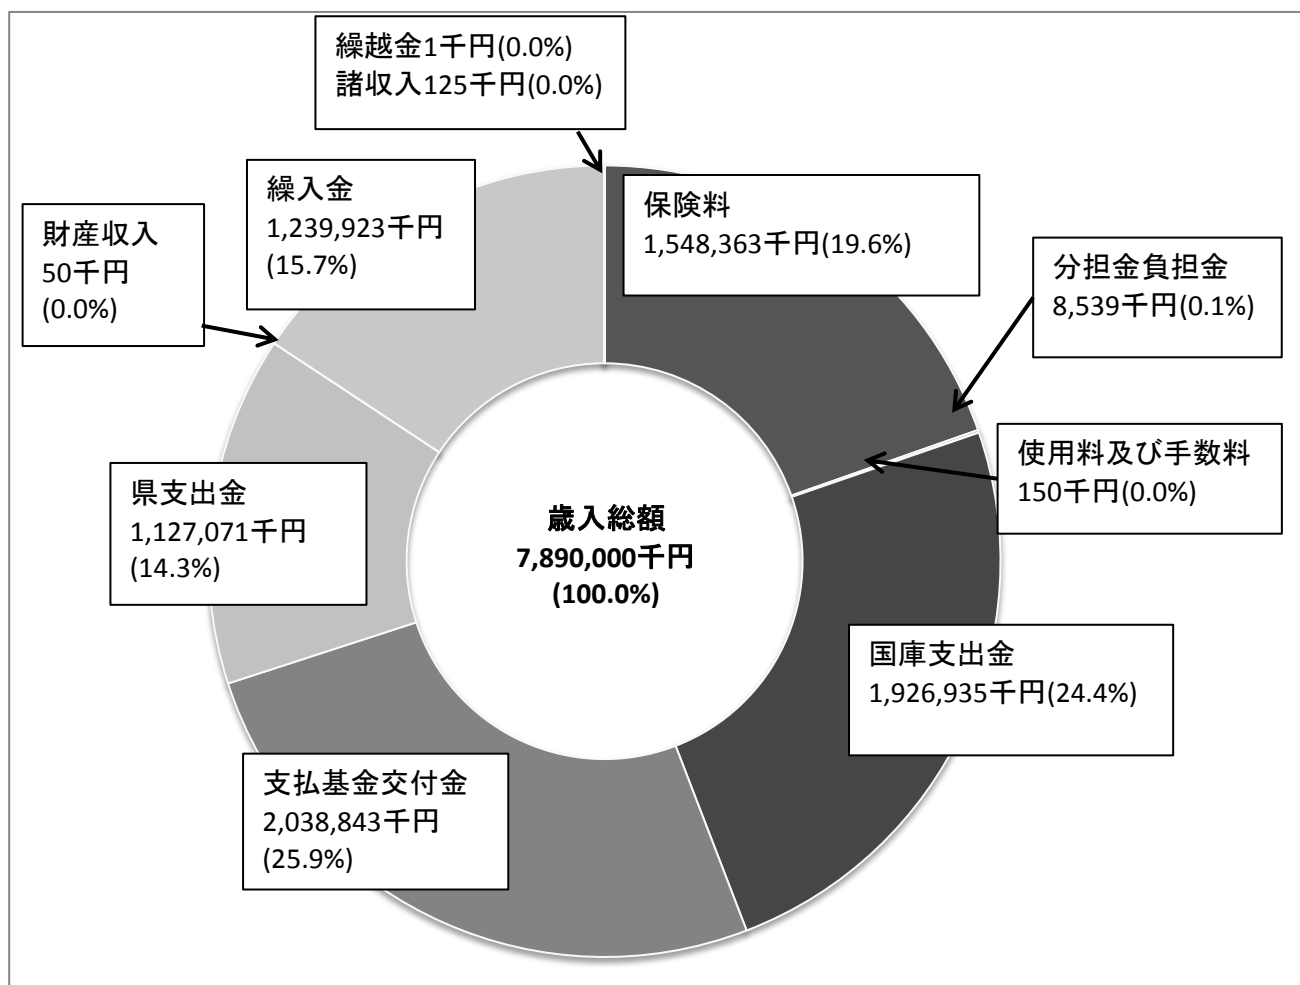 繰越金1千円(0.0%)
諸収入125千円(0.0%)
繰入金
1,239,923千円
(15.7%)
保険料
1,548,363千円(19.6%)
財産収入
50千円
(0.0%)
分担金負担金
8,539千円(0.1%)
使用料及び手数料
150千円(0.0%)
県支出金
1,127,071千円
(14.3%)
歳入総額
7,890,000千円
(100.0%)
国庫支出金
1,926,935千円(24.4%)
支払基金交付金
2,038,843千円
(25.9%)